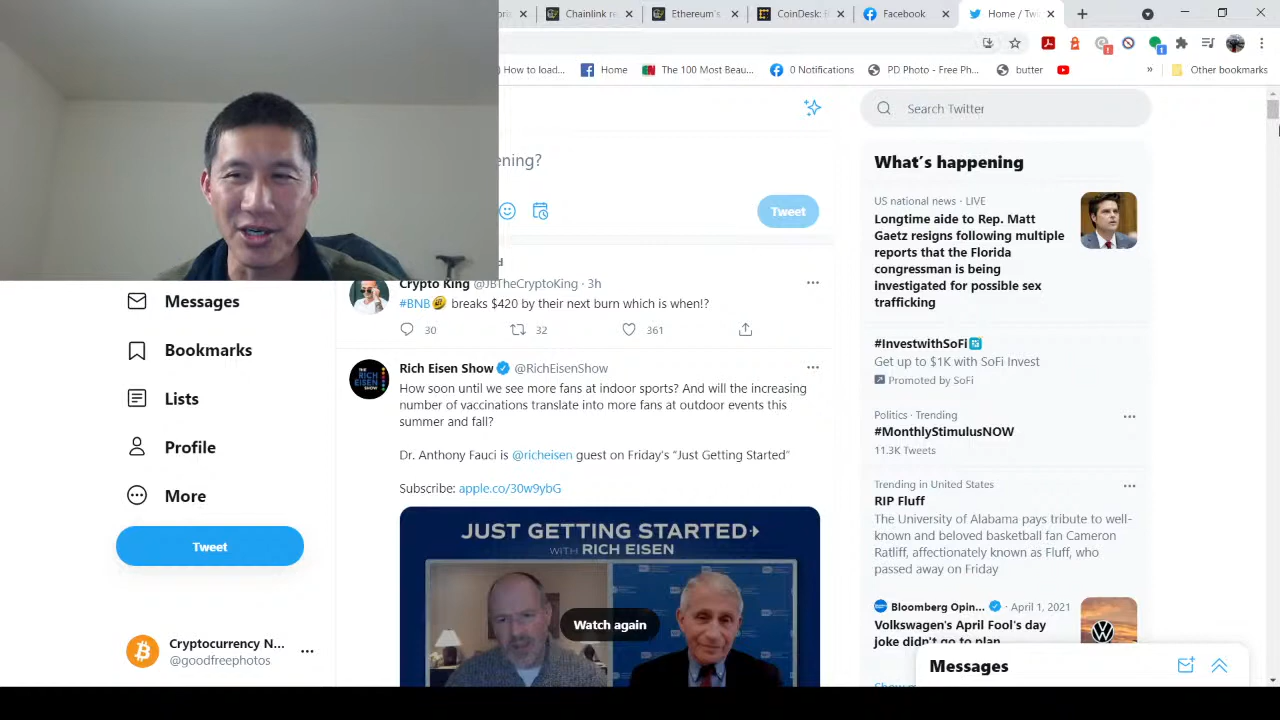 Chainlink re
Ethereum's
CoinDesk: B
Facebook
Home / Twi
) How to load...
Home
The 100 Most Beau...
0 Notifications
PD Photo - Free Ph...
butter
Other bookmarks
ening?
Tweet
Crypto King @JBTheCryptoKing · 3h
#BNB breaks $420 by their next burn which is when!?
30
32
361
Rich Eisen Show @RichEisenShow
How soon until we see more fans at indoor sports? And will the increasing
number of vaccinations translate into more fans at outdoor events this
summer and fall?
Dr. Anthony Fauci is @richeisen guest on Friday's “Just Getting Started”
Subscribe: apple.co/30w9ybG
JUST GETTING STARTED
WITH RICH EISEN
Watch again
Messages
Bookmarks
Lists
Profile
More
Tweet
Cryptocurrency N...
@goodfreephotos
Search Twitter
What's happening
US national news · LIVE
Longtime aide to Rep. Matt
Gaetz resigns following multiple
reports that the Florida
congressman is being
investigated for possible sex
trafficking
#InvestwithSoFi
Get up to $1K with SoFi Invest
Promoted by SoFi
Politics · Trending
#MonthlyStimulusNOW
11.3K Tweets
Trending in United States
RIP Fluff
The University of Alabama pays tribute to well-
known and beloved basketball fan Cameron
Ratliff, affectionately known as Fluff, who
passed away on Friday
Bloomberg Opin... · April 1, 2021
Volkswagen's April Fool's day
joke didn't go to plan
Messages